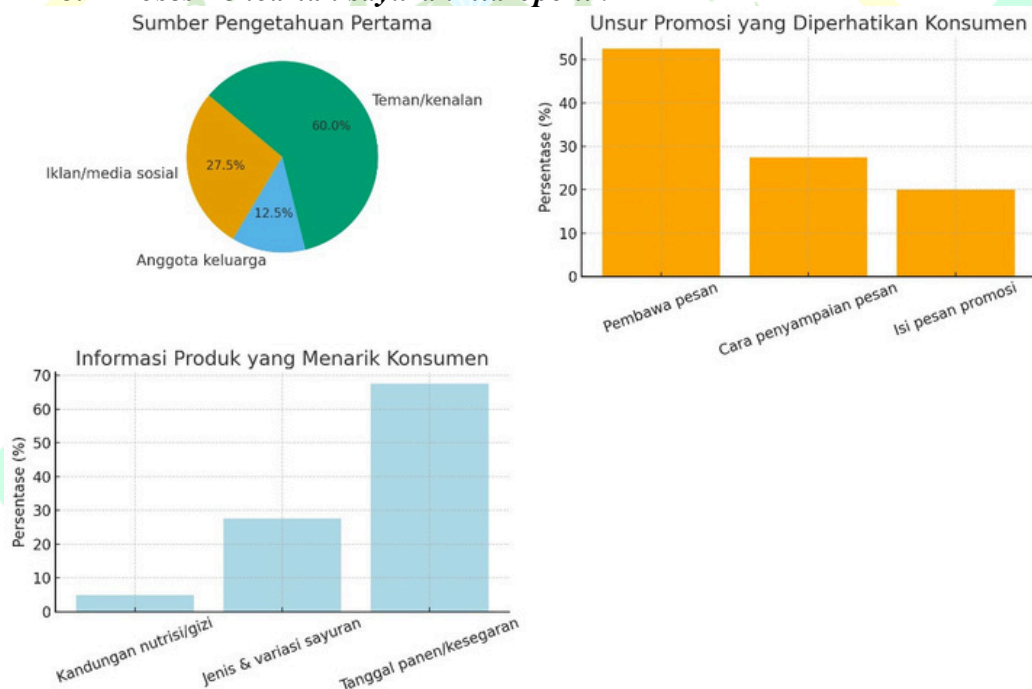 Sumber Pengetahuan Pertama
Teman/kenalan
60.0%
Iklan/media sosial
27.5%
12.5%
Anggota keluarga
Unsur Promosi yang Diperhatikan Konsumen
Persentase (%)
50
40
30
20
10
0
Pembawa pesan
Cara penyampaian pesan
Isi pesan promosi
Informasi Produk yang Menarik Konsumen
Persentase (%)
70
60
50
40
30
20
10
0
Kandungan nutrisi/gizi
Jenis & variasi sayuran
Tanggal panen/kesegaran